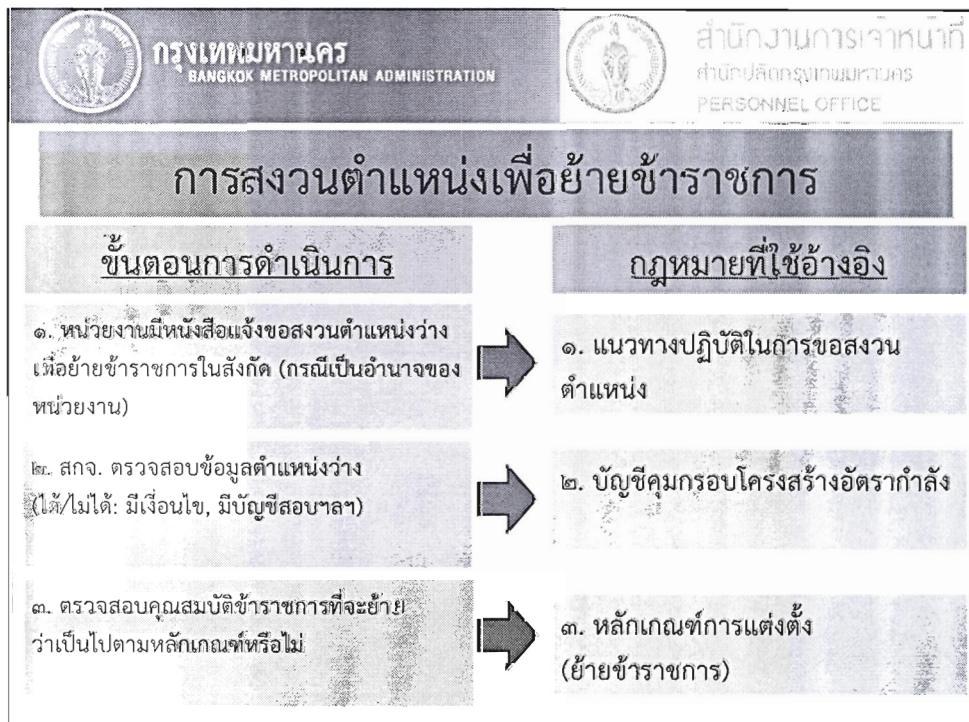 กรุงเทพมหานคร
BANGKOK METROPOLITAN ADMINISTRATION
สำนักงานการเจ้าหน้าที่
สำนักปลัดกรุงเทพมหานคร
PERSONNEL OFFICE
การสงวนตำแหน่งเพื่อย้ายข้าราชการ
ขั้นตอนการดำเนินการ
๑. หน่วยงานมีหนังสือแจ้งขอสงวนตำแหน่งว่าง
เพื่อย้ายข้าราชการในสังกัด (กรณีเป็นอำนาจของ
หน่วยงาน)
๒. สกจ. ตรวจสอบข้อมูลตำแหน่งว่าง
(ได้/ไม่ได้: มีเงื่อนไข, มีบัญชีสอบฯลฯ)
๓. ตรวจสอบคุณสมบัติข้าราชการที่จะย้าย
ว่าเป็นไปตามหลักเกณฑ์หรือไม่
กฎหมายที่ใช้อ้างอิง
๑. แนวทางปฏิบัติในการขอสงวน
ตำแหน่ง
๒. บัญชีคุมกรอบโครงสร้างอัตรากำลัง
๓. หลักเกณฑ์การแต่งตั้ง
(ย้ายข้าราชการ)